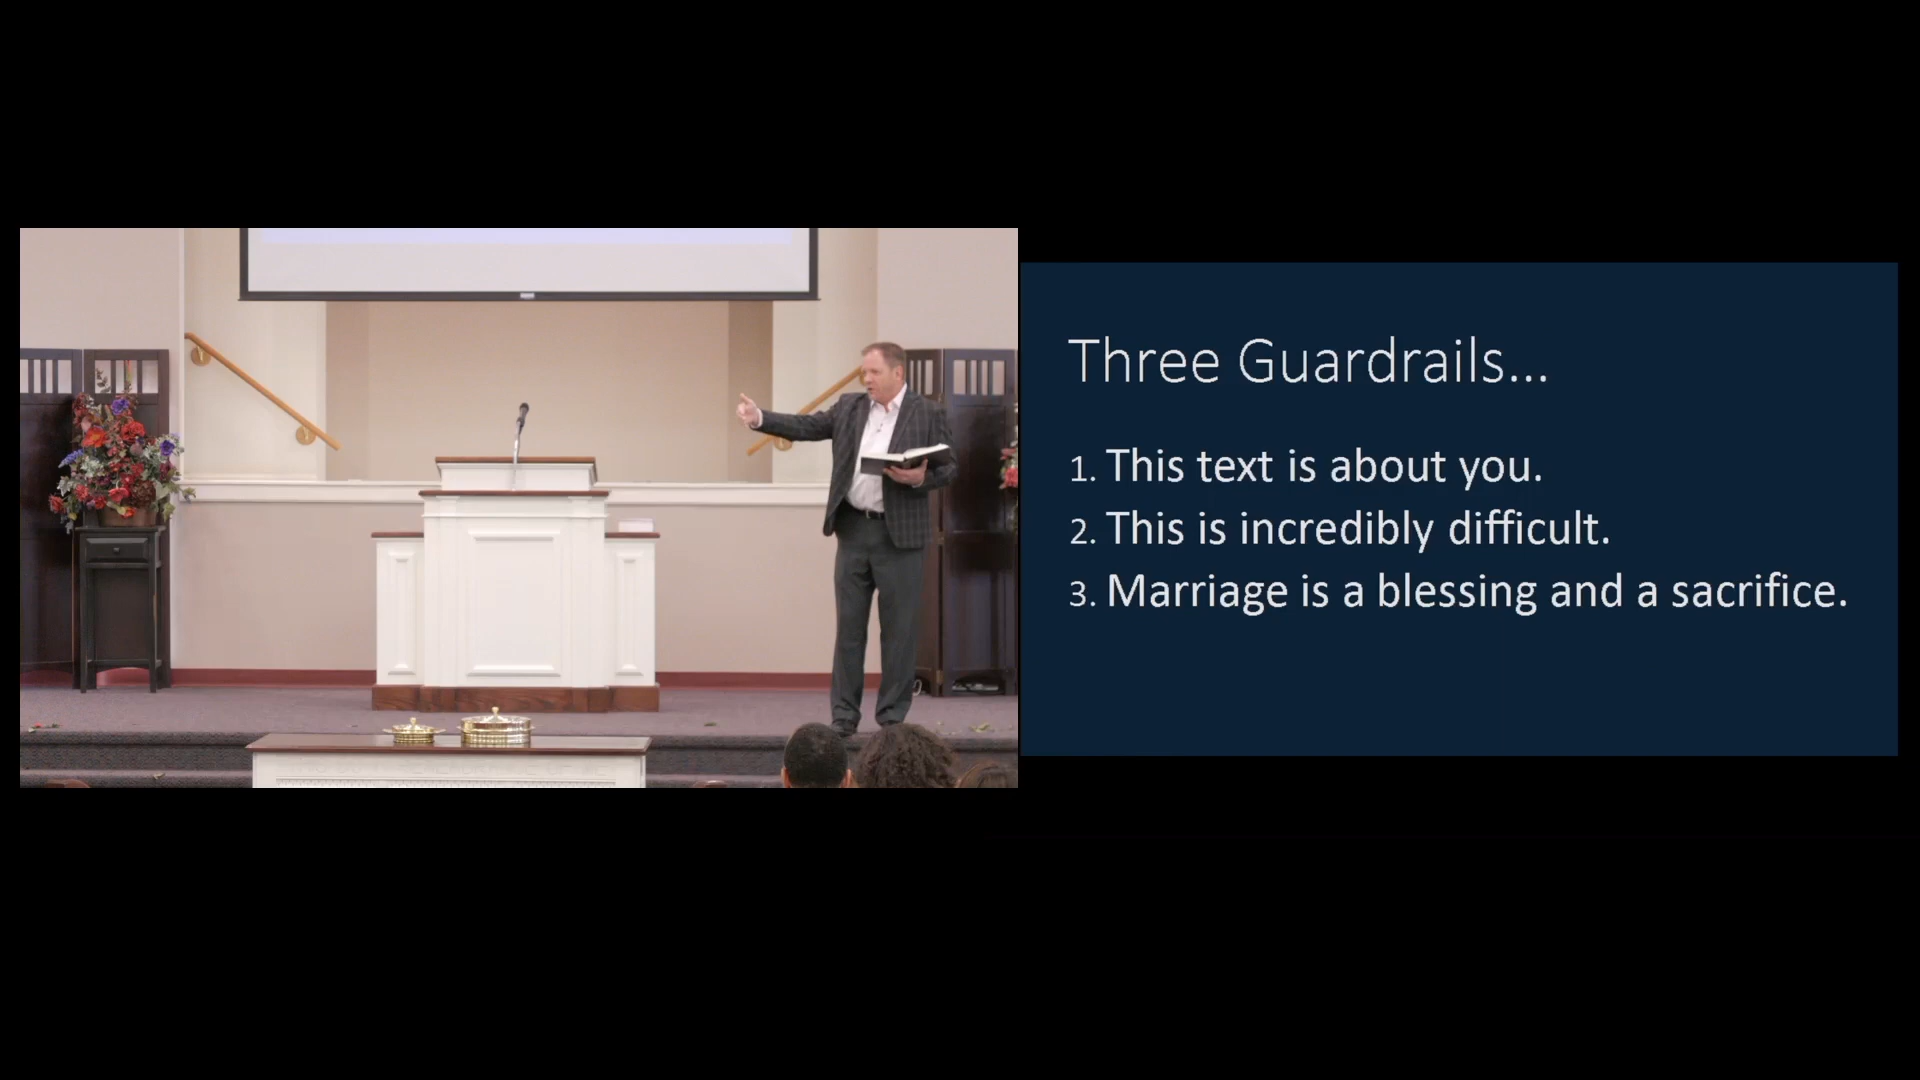 Three Guardrails...
1. This text is about you.
2. This is incredibly difficult.
3. Marriage is a blessing and a sacrifice.